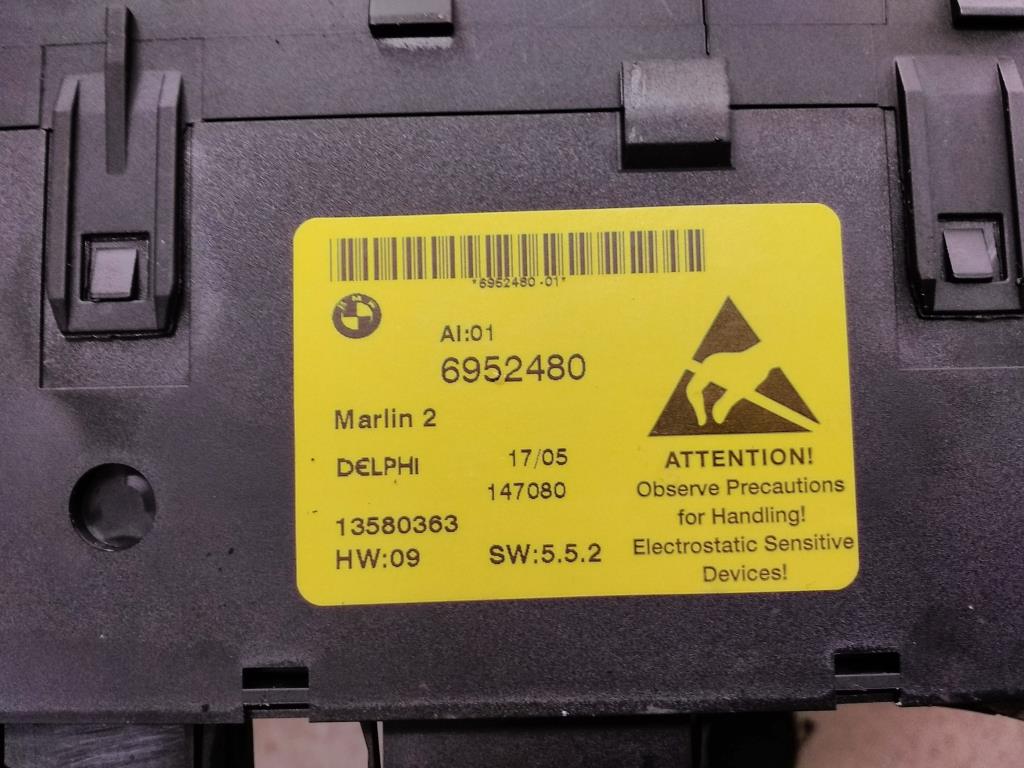 *6952480-01*
BMW
AI:01
6952480
Marlin 2
DELPHI
17/05
147080
13580363
HW:09 SW:5.5.2
ATTENTION!
Observe Precautions
for Handling!
Electrostatic Sensitive
Devices!